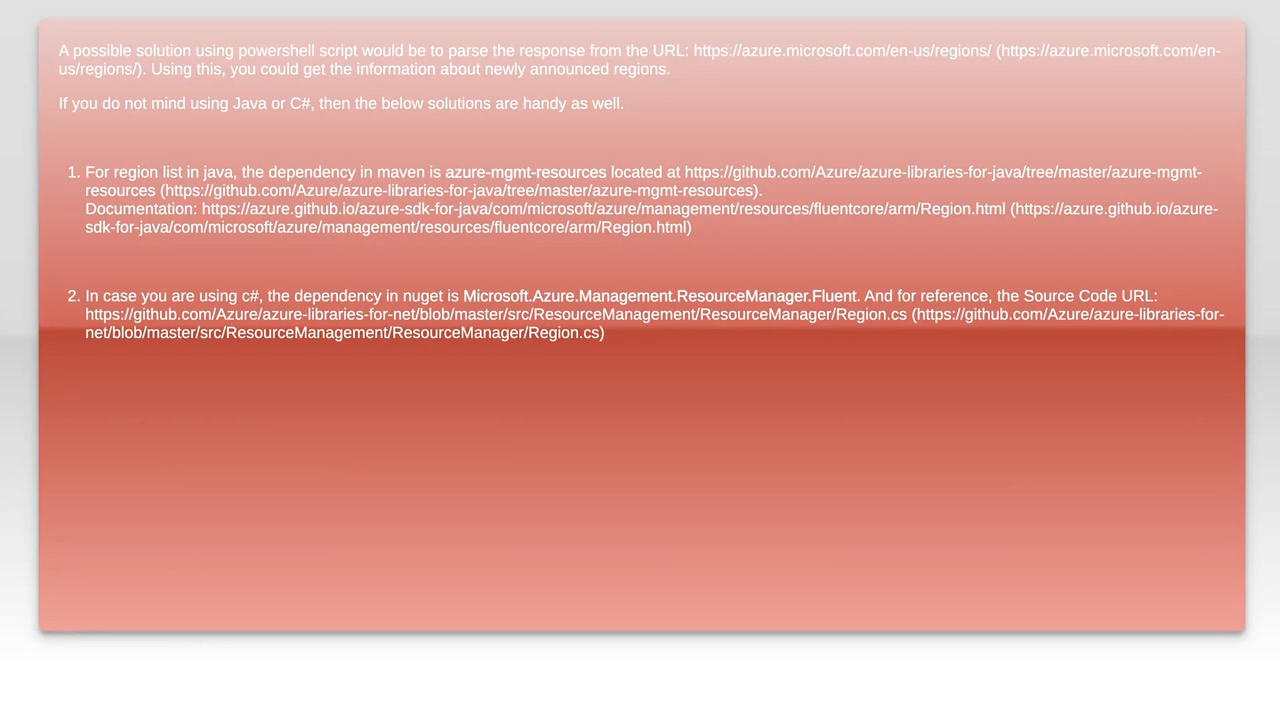 A possible solution using powershell script would be to parse the response from the URL: https://azure.microsoft.com/en-us/regions/ (https://azure.microsoft.com/en-
us/regions/). Using this, you could get the information about newly announced regions.
If you do not mind using Java or C#, then the below solutions are handy as well.
1. For region list in java, the dependency in maven is azure-mgmt-resources located at https://github.com/Azure/azure-libraries-for-java/tree/master/azure-mgmt-
resources (https://github.com/Azure/azure-libraries-for-java/tree/master/azure-mgmt-resources).
Documentation: https://azure.github.io/azure-sdk-for-java/com/microsoft/azure/management/resources/fluentcore/arm/Region.html (https://azure.github.io/azure-
sdk-for-java/com/microsoft/azure/management/resources/fluentcore/arm/Region.html)
2. In case you are using c#, the dependency in nuget is Microsoft.Azure.Management.ResourceManager.Fluent. And for reference, the Source Code URL:
https://github.com/Azure/azure-libraries-for-net/blob/master/src/ResourceManagement/ResourceManager/Region.cs (https://github.com/Azure/azure-libraries-for-
net/blob/master/src/ResourceManagement/ResourceManager/Region.cs)